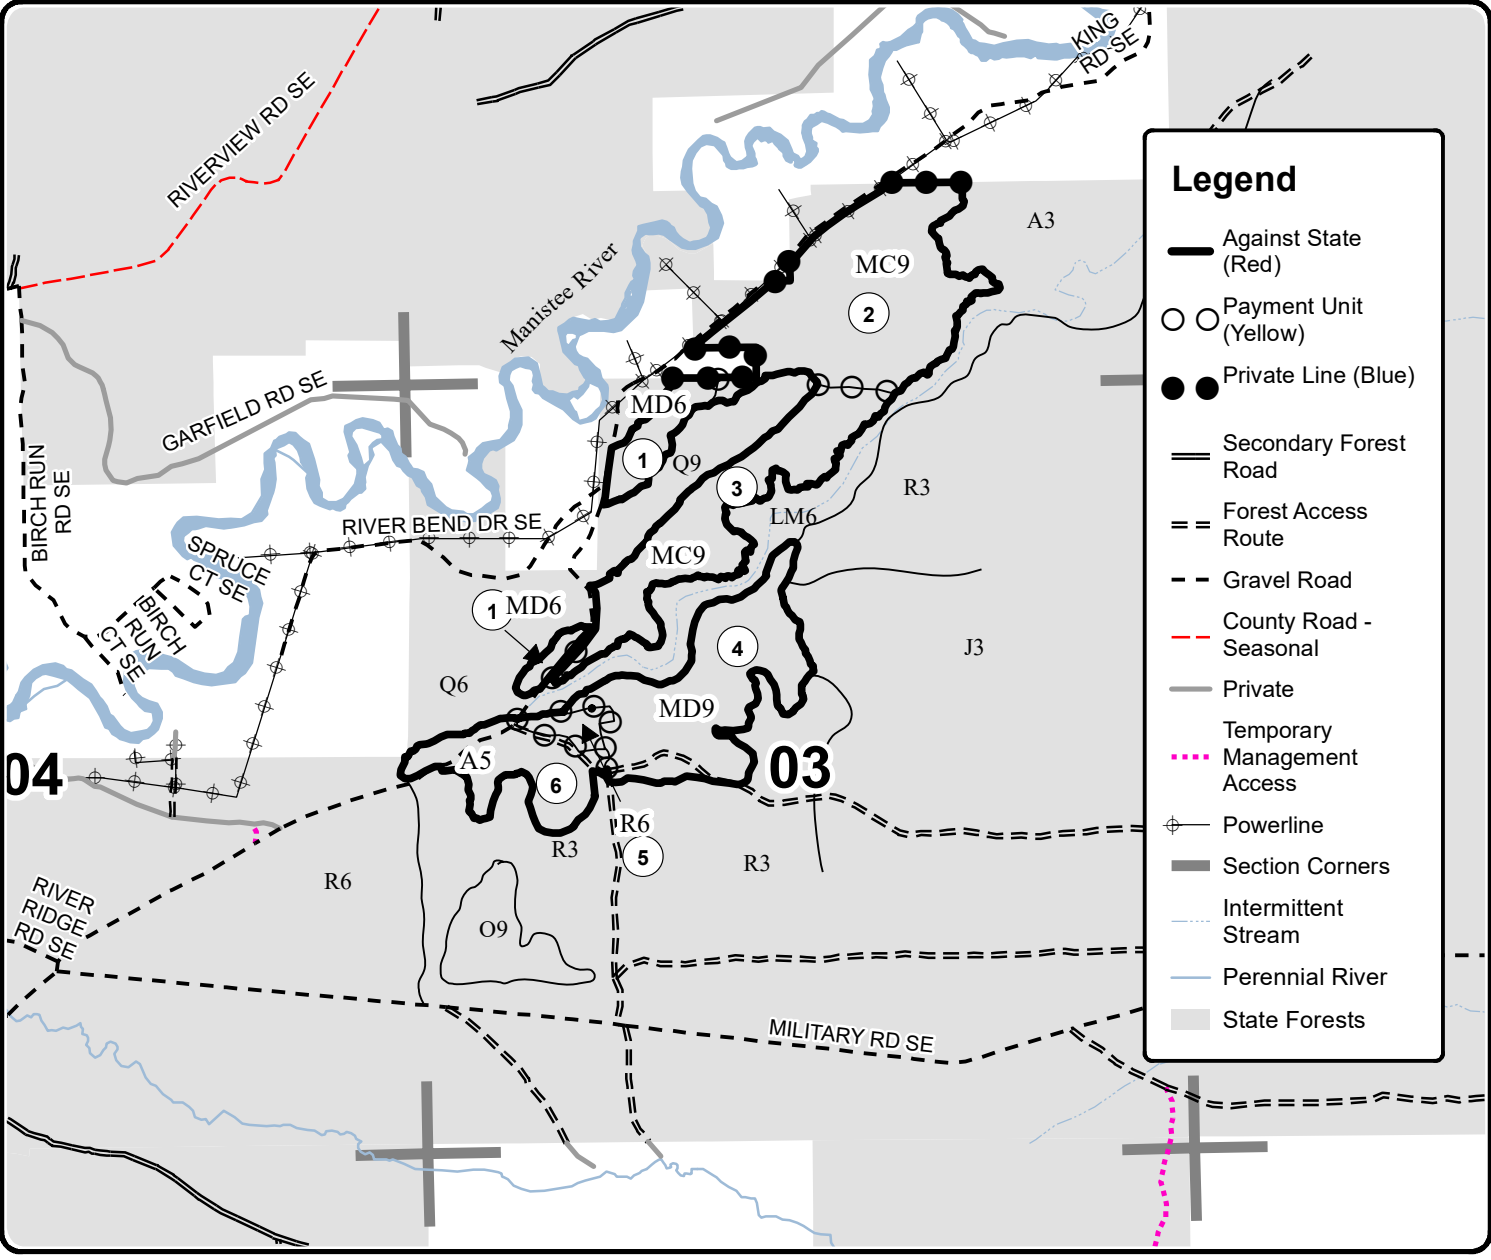 KING
RD SE
RIVERVIEW RD SE
A3
MC9
2
Manistee River
GARFIELD RD SE
MD6
1
Q9
3
R3
BIRCH RUN
RD SE
RIVER BEND DR SE
LM6
SPRUCE
CT SE
MC9
BIRCH
RUN
CT SE
1
MD6
4
J3
Q6
MD9
04
A5
6
03
R6
5
R3
R3
R6
RIVER
RIDGE
RD SE
O9
MILITARY RD SE
Legend
Against State
(Red)
Payment Unit
(Yellow)
Private Line (Blue)
Secondary Forest
Road
Forest Access
Route
Gravel Road
County Road -
Seasonal
Private
Temporary
Management
Access
Powerline
Section Corners
Intermittent
Stream
Perennial River
State Forests